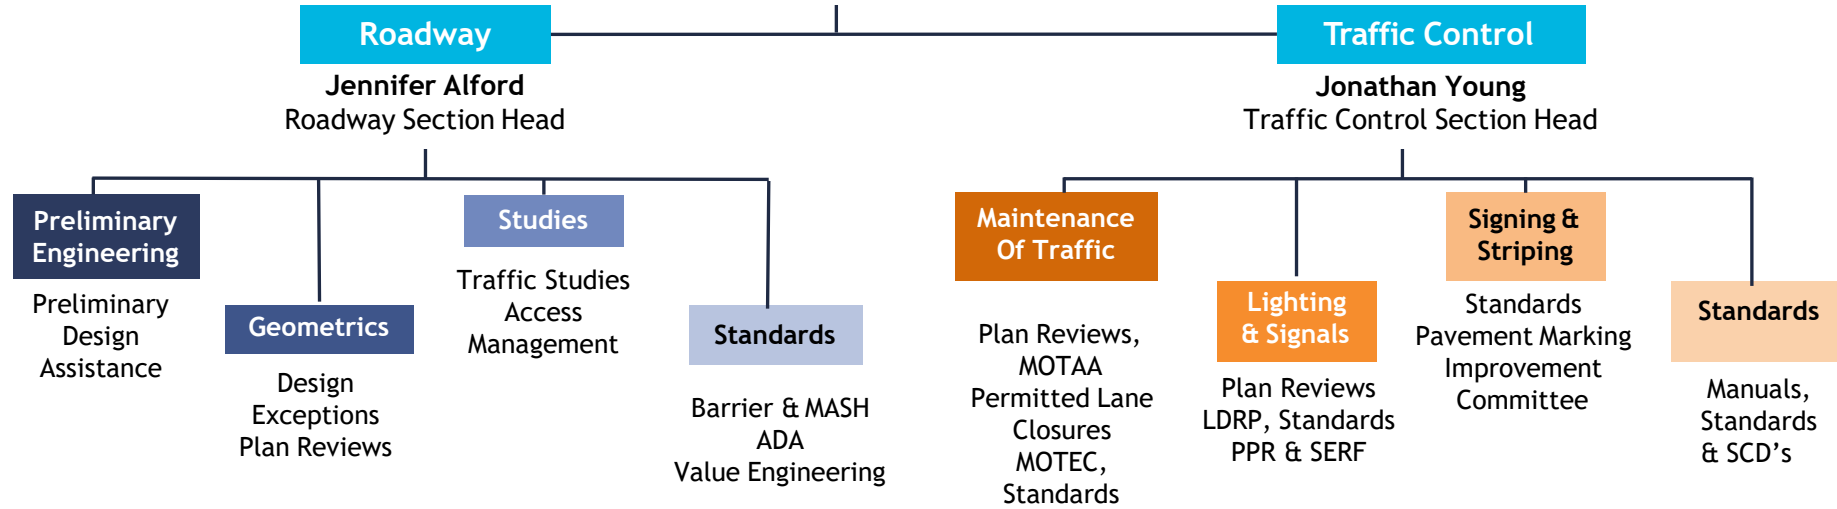 Roadway
Jennifer Alford
Roadway Section Head
Preliminary
Engineering
Preliminary
Design
Assistance
Geometrics
Design
Exceptions
Plan Reviews
Studies
Traffic Studies
Access
Management
Standards
Barrier & MASH
ADA
Value Engineering
Traffic Control
Jonathan Young
Traffic Control Section Head
Maintenance
Of Traffic
Plan Reviews,
MOTAA
Permitted Lane
Closures
MOTEC,
Standards
Lighting
& Signals
Plan Reviews
LDRP, Standards
PPR & SERF
Signing &
Striping
Standards
Pavement Marking
Improvement
Committee
Standards
Manuals,
Standards
& SCD's